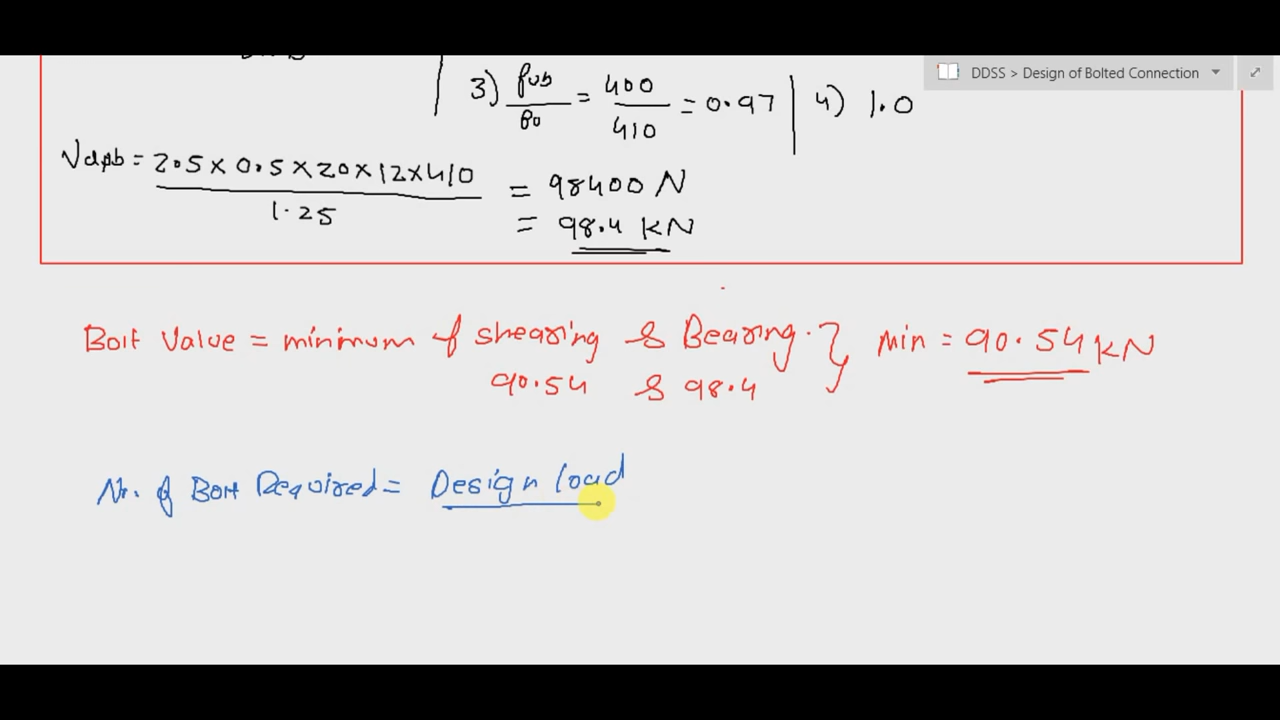 DDSS > Design of Bolted Connection
3) fub/fu = 400/410 = 0.97 | 4) 1.0
Vdpb = 2.5 × 0.5 × 20 × 12 × 410 / 1.25 = 98400 N
= 98.4 KN
Bolt Value = minimum of shearing & Bearing. } Min = 90.54 KN
90.54 & 98.4
No. of Bolt Required = Design load